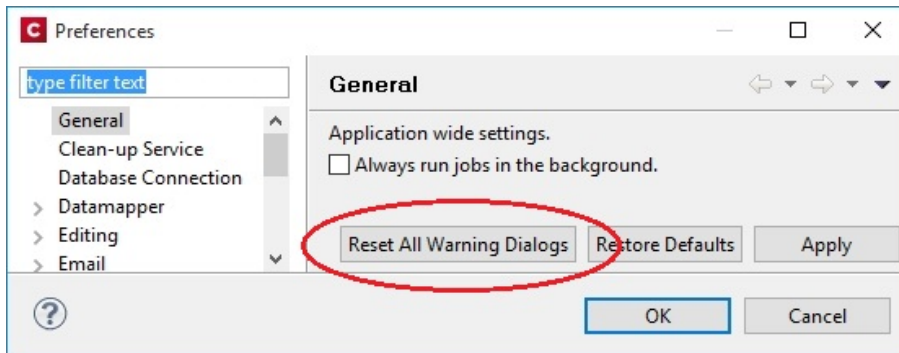 C Preferences
type filter text
General
Clean-up Service
Database Connection
Datamapper
Editing
Email
General
Application wide settings.
Always run jobs in the background.
Reset All Warning Dialogs Restore Defaults Apply
? OK Cancel